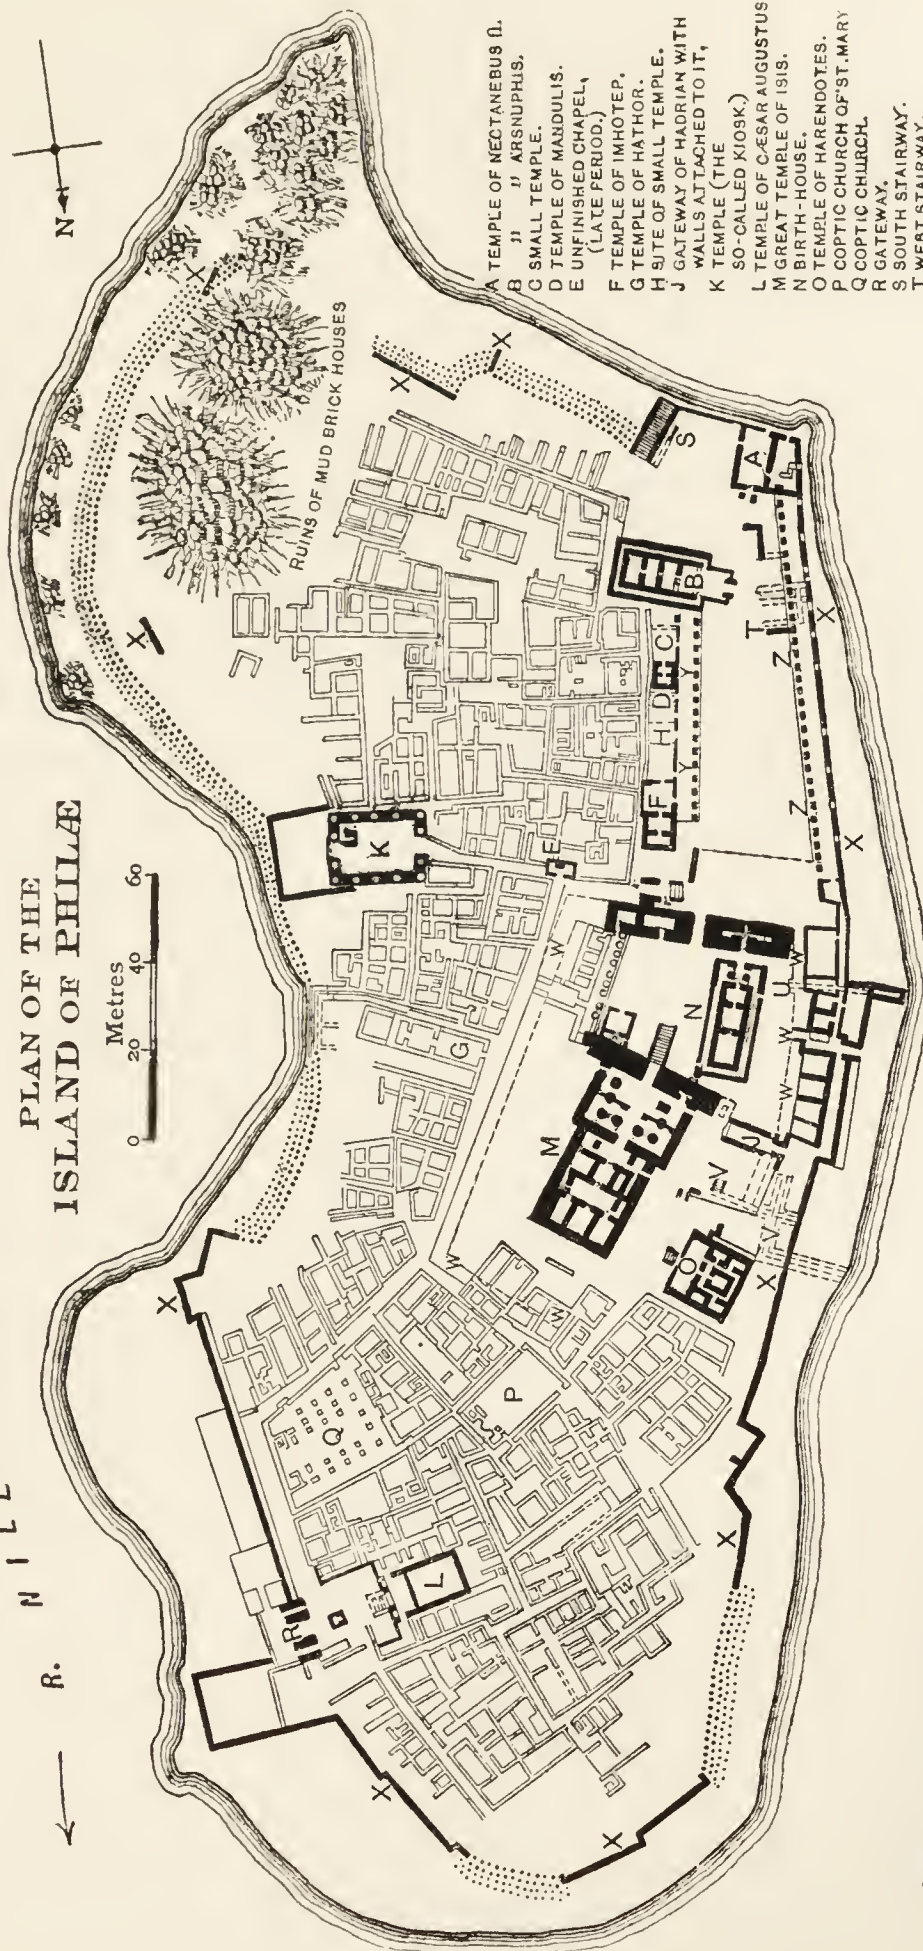 PLAN OF THE
ISLAND OF PHILÆ
Metres
0 20 40 60
N
R. N I L
RUINS OF MUD BRICK HOUSES
A TEMPLE OF NECTANEBUS II.
B " " ARSNUPHIS.
C SMALL TEMPLE.
D TEMPLE OF MANDULIS.
E UNFINISHED CHAPEL,
(LATE PERIOD.)
F TEMPLE OF IMHOTEP.
G TEMPLE OF HATHOR.
H SITE OF SMALL TEMPLE.
J GATEWAY OF HADRIAN WITH
WALLS ATTACHED TO IT,
K TEMPLE (THE
SO-CALLED KIOSK.)
L TEMPLE OF CÆSAR AUGUSTUS
M GREAT TEMPLE OF ISIS.
N BIRTH-HOUSE.
O TEMPLE OF HARENDOTES.
P COPTIC CHURCH OF ST. MARY
Q COPTIC CHURCH.
R GATEWAY.
S SOUTH STAIRWAY.
T WEST STAIRWAY.
X
X
X
X
X
K
S
A
B
C
D
H
F
Y
Y
T
Z
Z
X
X
E
G
W
W
W
W
W
W
W
U
N
M
J
V
V
O
X
X
Q
P
L
R
X
X
X